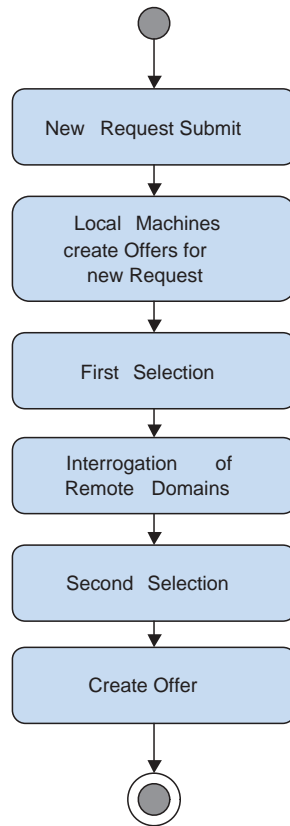 New Request Submit
Local Machines
create Offers for
new Request
First Selection
Interrogation of
Remote Domains
Second Selection
Create Offer